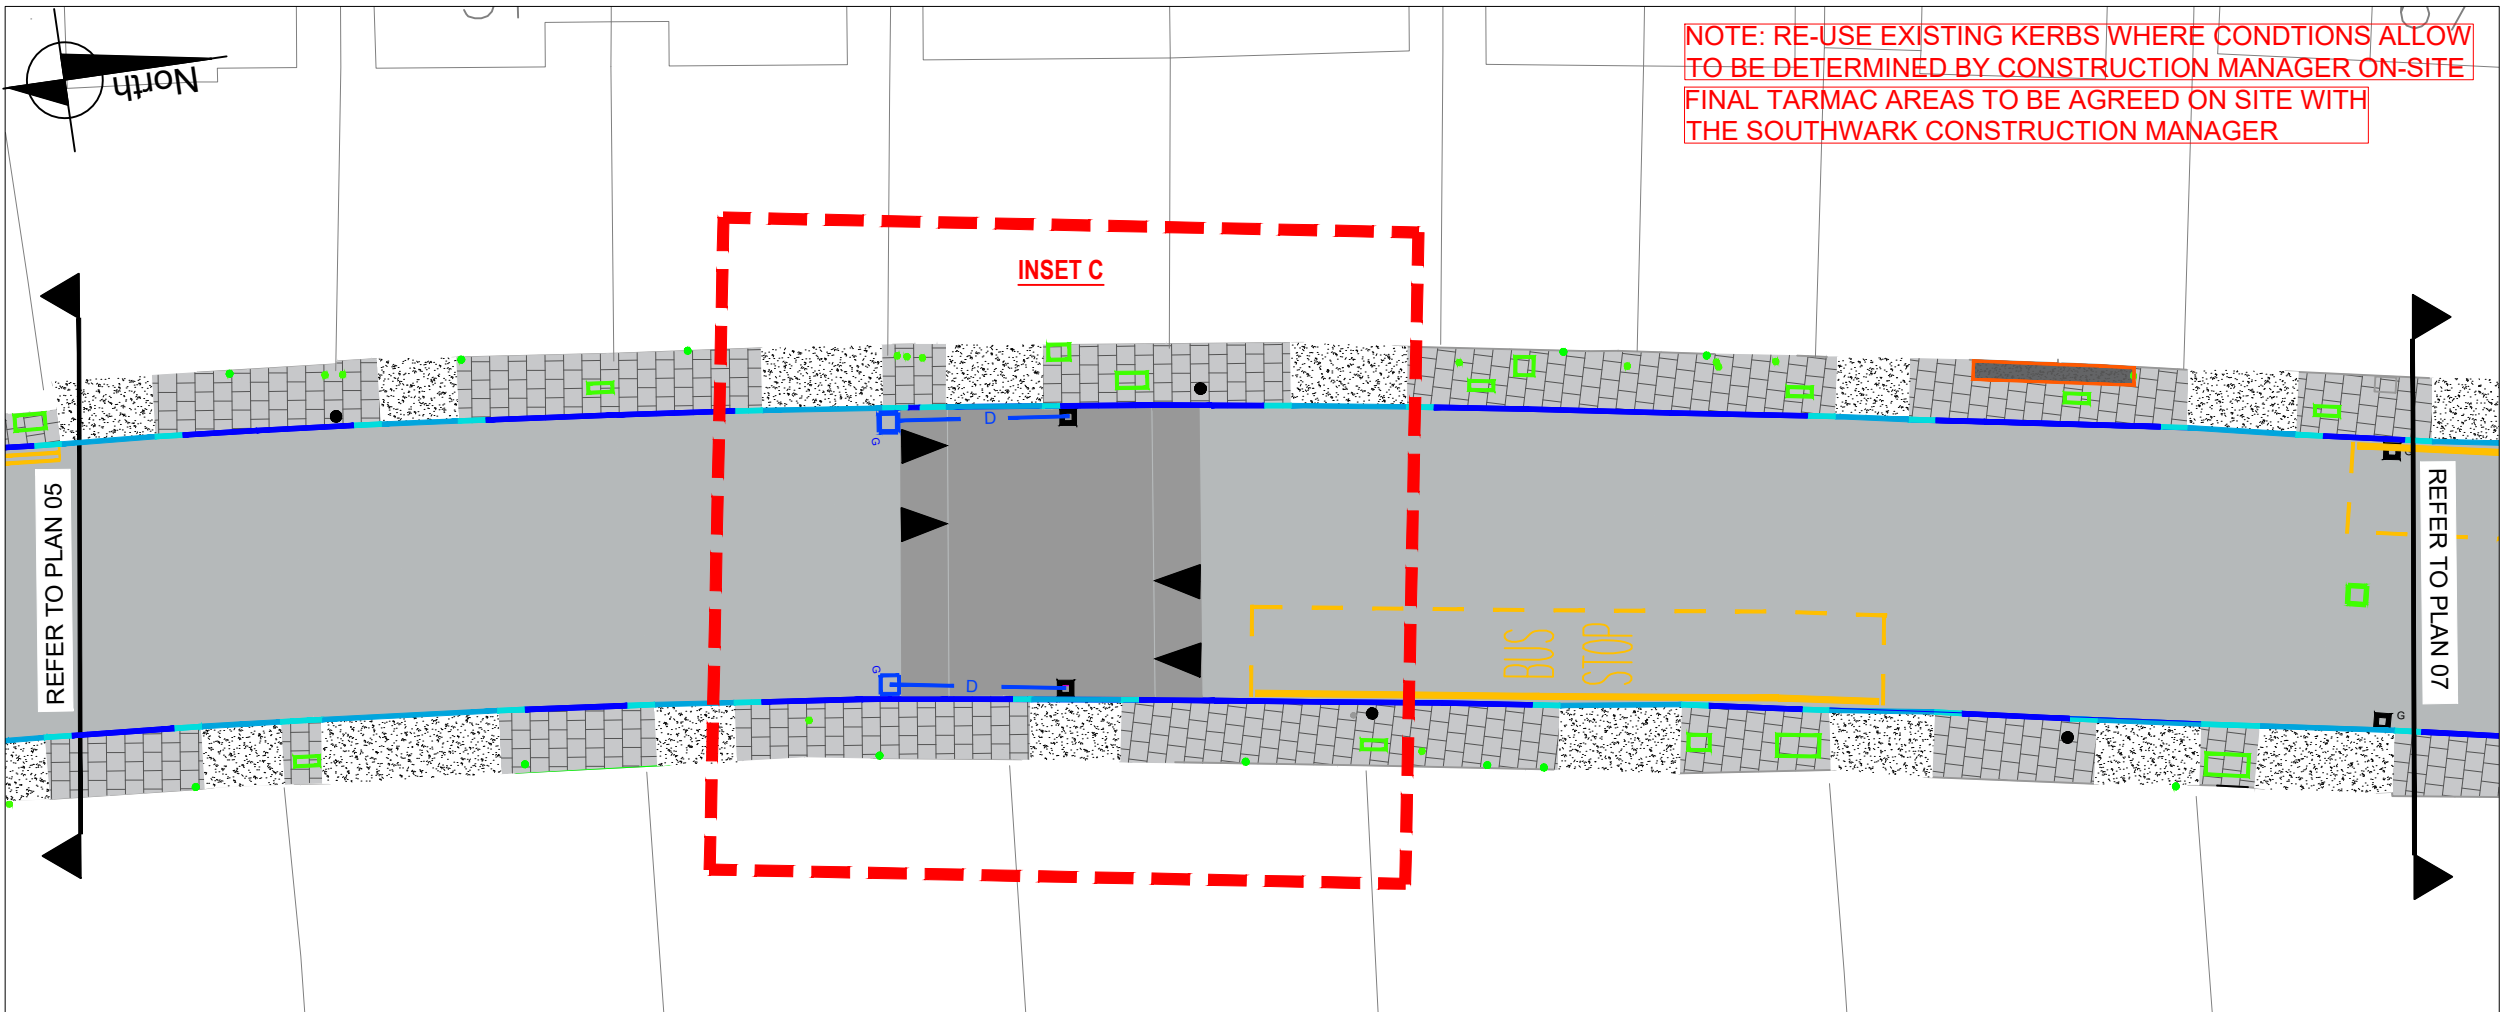 North
NOTE: RE-USE EXISTING KERBS WHERE CONDTIONS ALLOW
TO BE DETERMINED BY CONSTRUCTION MANAGER ON-SITE
FINAL TARMAC AREAS TO BE AGREED ON SITE WITH
THE SOUTHWARK CONSTRUCTION MANAGER
INSET C
D
G
REFER TO PLAN 05
REFER TO PLAN 07
BUS
STOP
G
D
G